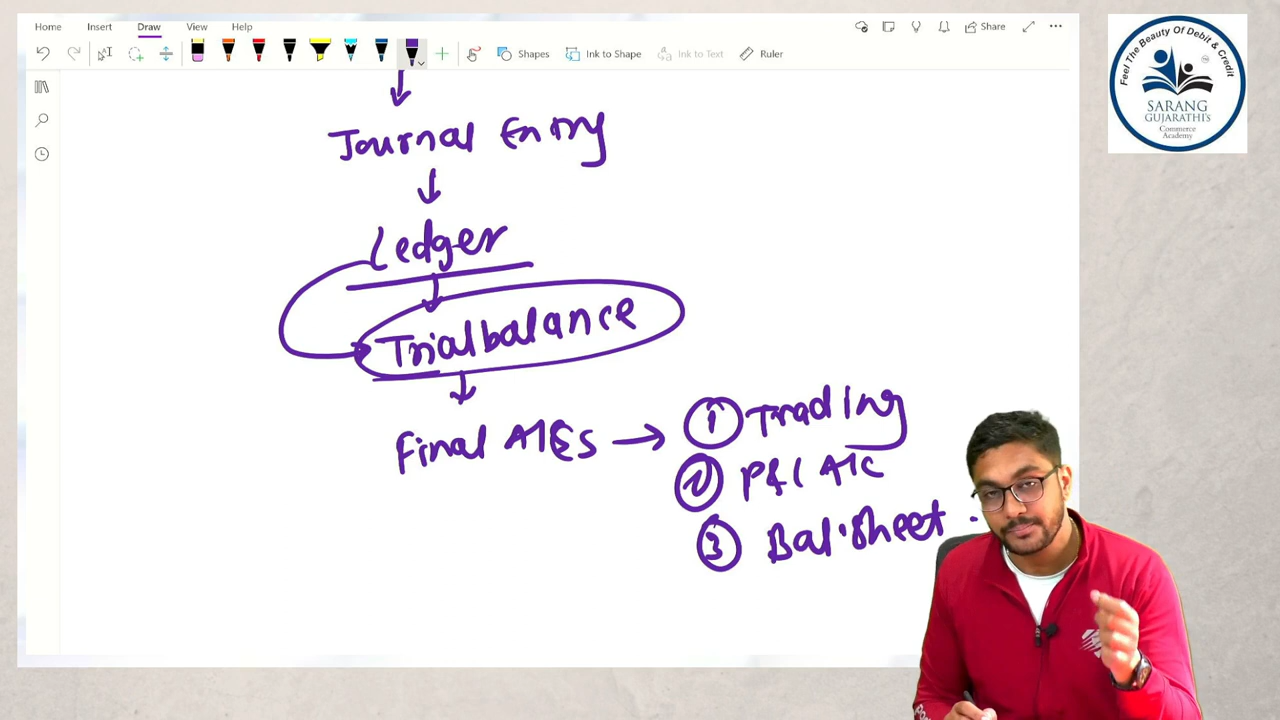 Home Insert Draw View Help
Share
Shapes Ink to Shape Ink to Text Ruler
Feel The Beauty Of Debit & Credit
SARANG
GUJARATHI's
Commerce
Academy
Journal Entry
Ledger
Trialbalance
Final A/Cs → ① Trading
② P&L A/C
③ Bal. Sheet